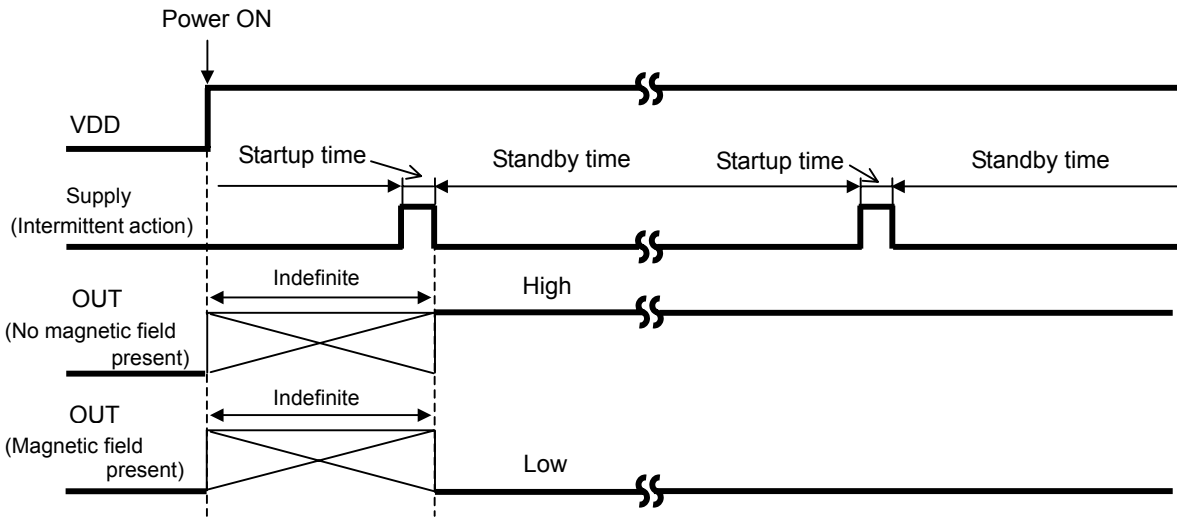 Power ON
VDD
Startup time
Standby time
Startup time
Standby time
Supply
(Intermittent action)
Indefinite
OUT
High
(No magnetic field
present)
Indefinite
OUT
(Magnetic field
present)
Low